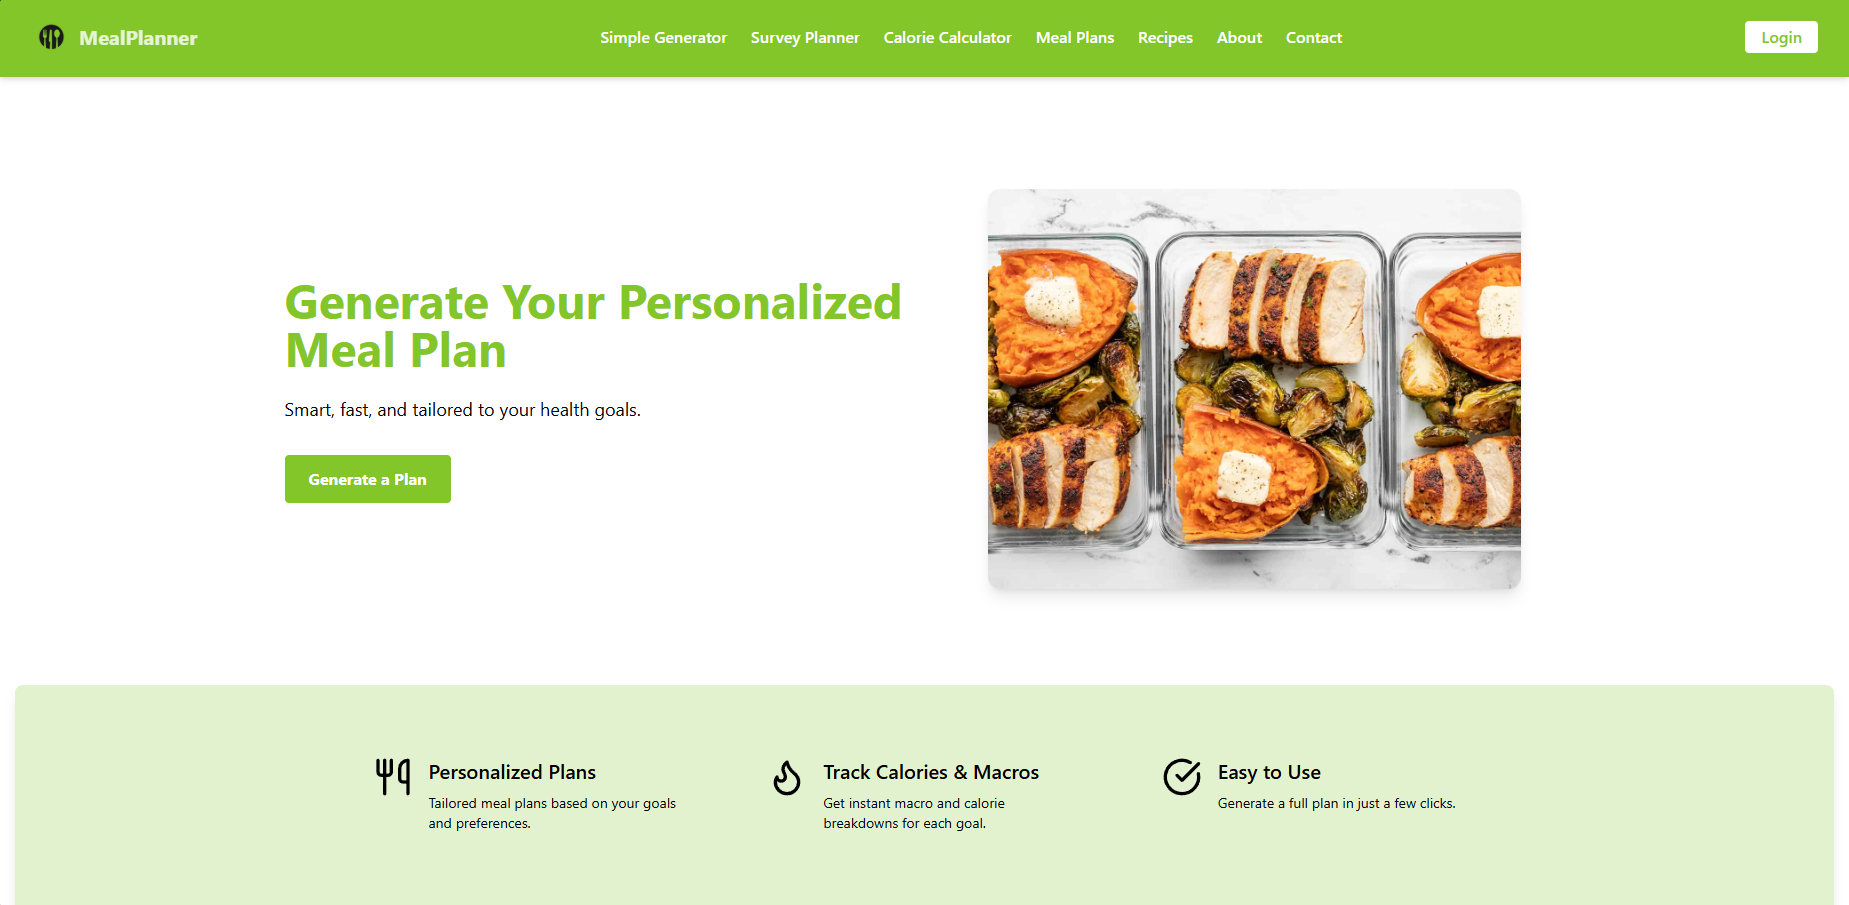 MealPlanner
Simple Generator
Survey Planner
Calorie Calculator
Meal Plans
Recipes
About
Contact
Login
Generate Your Personalized
Meal Plan
Smart, fast, and tailored to your health goals.
Generate a Plan
Personalized Plans
Tailored meal plans based on your goals
and preferences.
Track Calories & Macros
Get instant macro and calorie
breakdowns for each goal.
Easy to Use
Generate a full plan in just a few clicks.